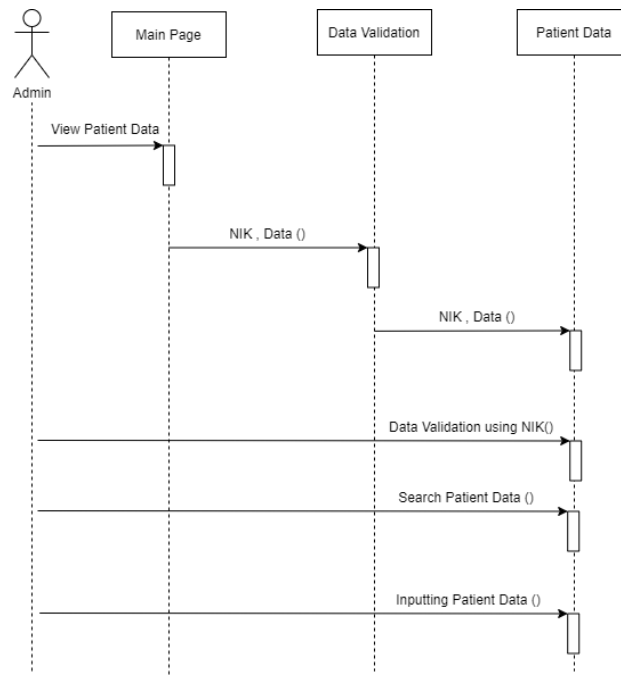 Main Page
Data Validation
Patient Data
Admin
View Patient Data
NIK , Data ()
NIK , Data ()
Data Validation using NIK()
Search Patient Data ()
Inputting Patient Data ()